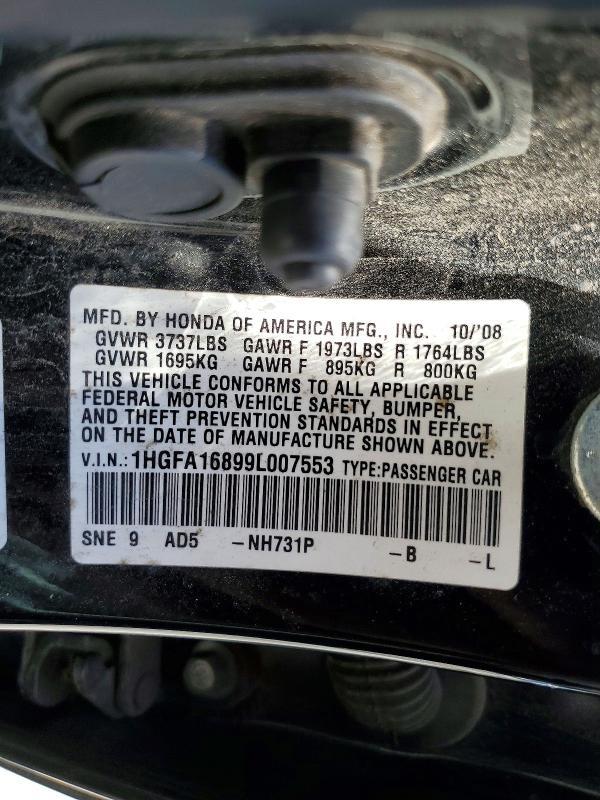 MFD. BY HONDA OF AMERICA MFG., INC. 10/'08
GVWR 3737LBS GAWR F 1973LBS R 1764LBS
GVWR 1695KG GAWR F 895KG R 800KG
THIS VEHICLE CONFORMS TO ALL APPLICABLE
FEDERAL MOTOR VEHICLE SAFETY, BUMPER,
AND THEFT PREVENTION STANDARDS IN EFFECT
ON THE DATE OF MANUFACTURE SHOWN ABOVE.
V.I.N.: 1HGFA16899L007553 TYPE:PASSENGER CAR
SNE 9 AD5 -NH731P -B -L